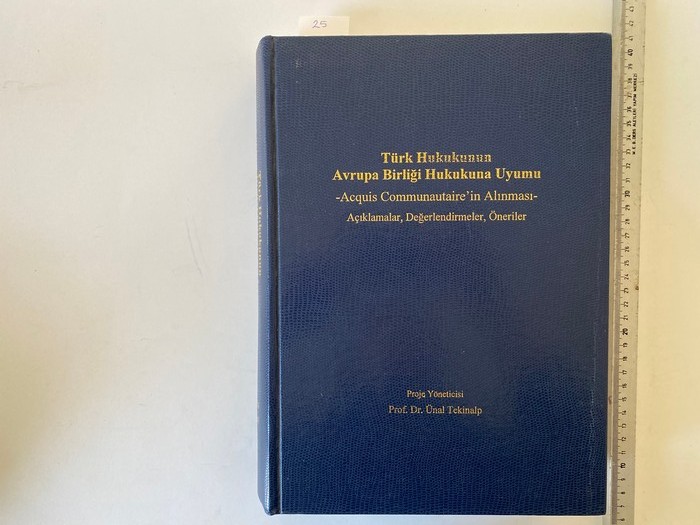 25
Türk Hukukunun
Avrupa Birliği Hukukuna Uyumu
-Acquis Communautaire'in Alınması-
Açıklamalar, Değerlendirmeler, Öneriler
Proje Yöneticisi
Prof. Dr. Ünal Tekinalp